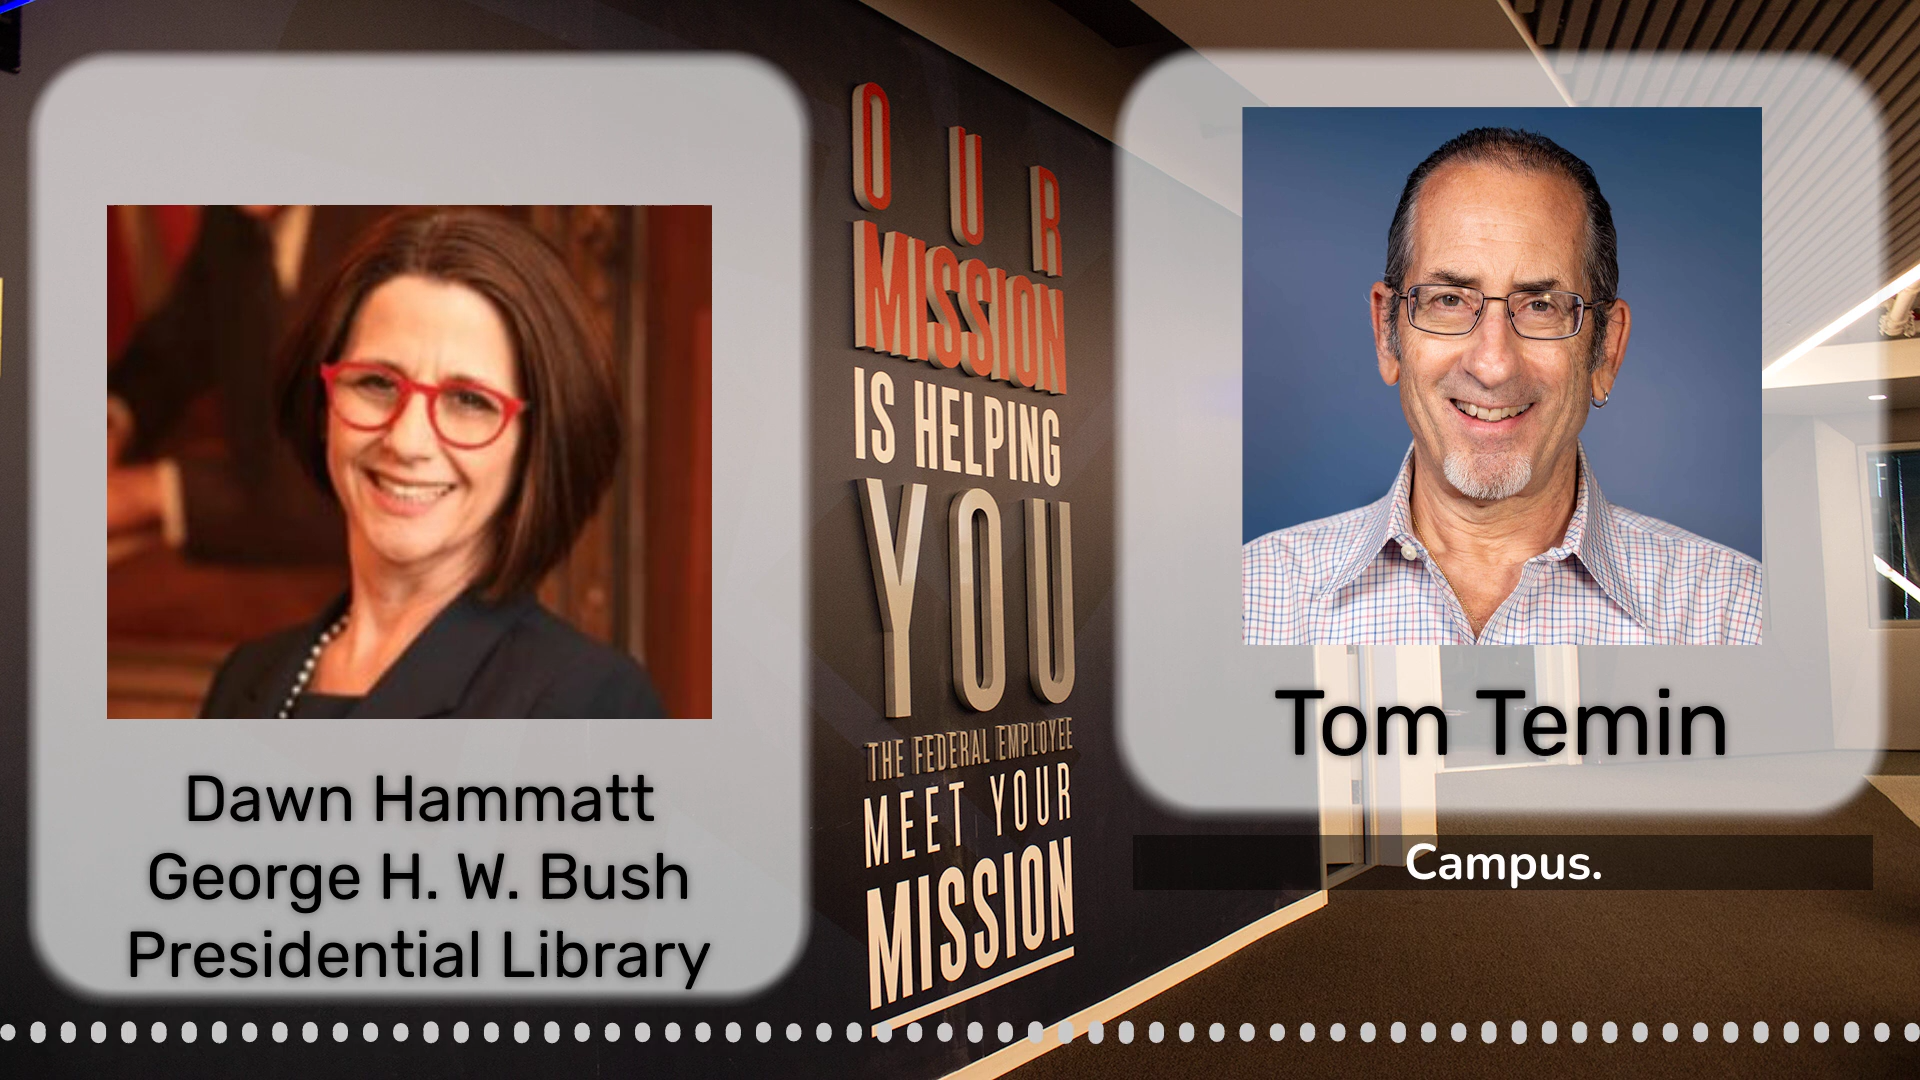 Dawn Hammatt
George H. W. Bush
Presidential Library
OUR
MISSION
IS HELPING
YOU
THE FEDERAL EMPLOYEE
MEET YOUR
MISSION
Tom Temin
Campus.